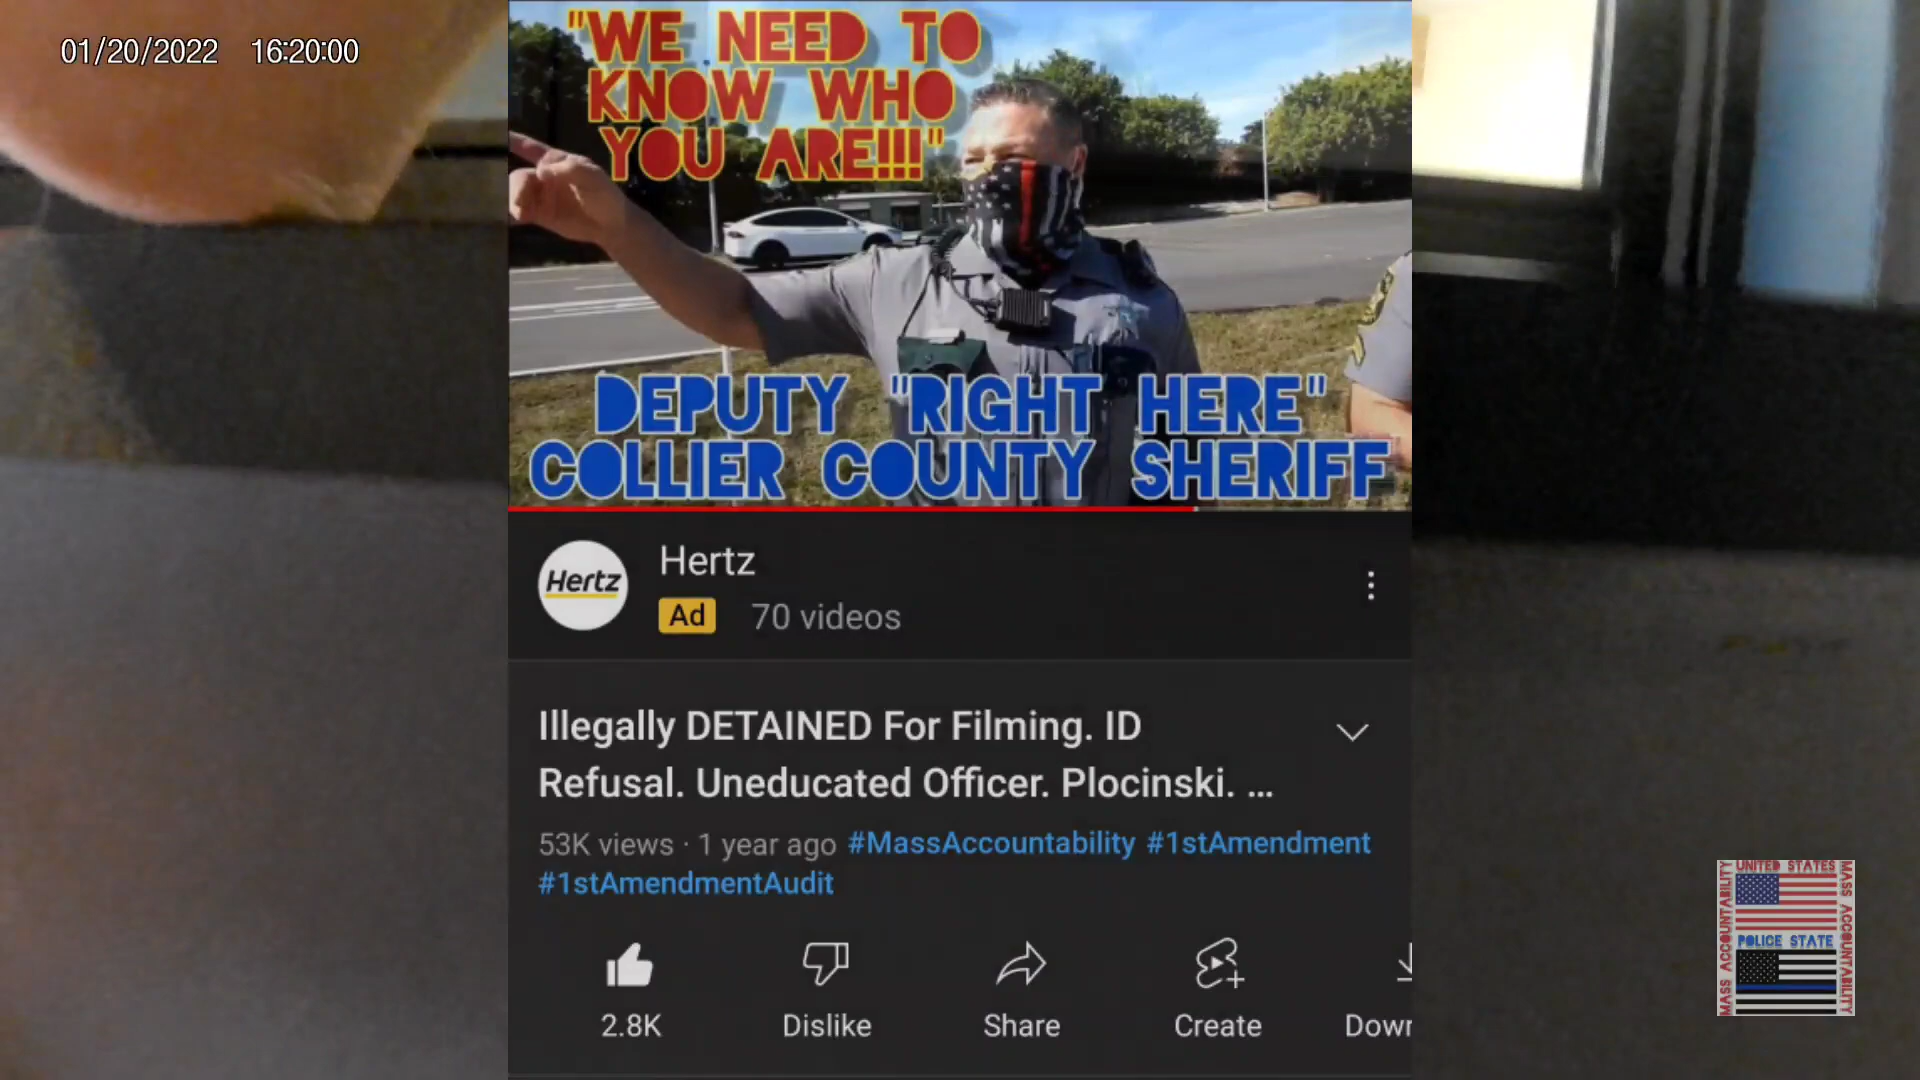 01/20/2022 16:20:00
"WE NEED TO
KNOW WHO
YOU ARE!!!"
DEPUTY "RIGHT HERE"
COLLIER COUNTY SHERIFF
Hertz
Hertz
Ad 70 videos
Illegally DETAINED For Filming. ID
Refusal. Uneducated Officer. Plocinski. ...
53K views · 1 year ago #MassAccountability #1stAmendment
#1stAmendmentAudit
2.8K Dislike Share Create Down
UNITED STATES
MASS ACCOUNTABILITY
MASS ACCOUNTABILITY
POLICE STATE